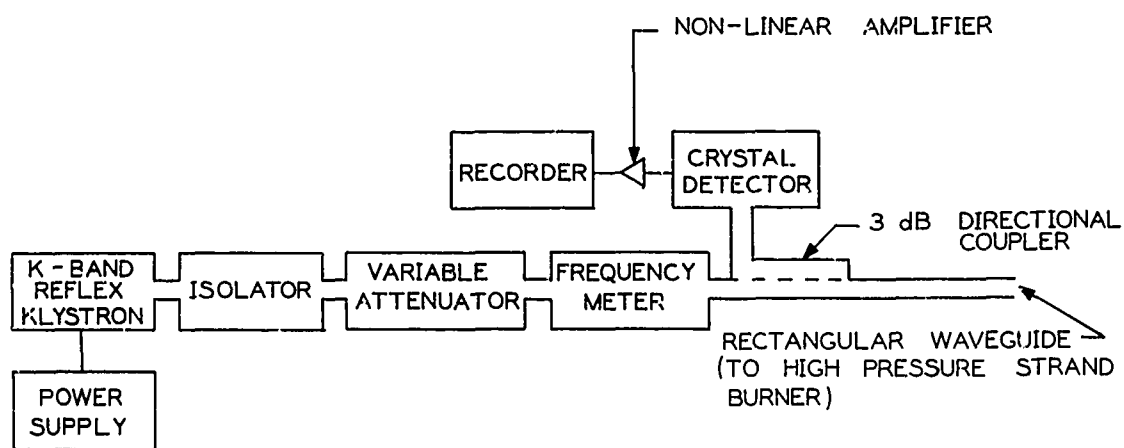 NON-LINEAR AMPLIFIER
RECORDER
CRYSTAL
DETECTOR
3 dB DIRECTIONAL
COUPLER
K-BAND
REFLEX
KLYSTRON
ISOLATOR
VARIABLE
ATTENUATOR
FREQUENCY
METER
RECTANGULAR WAVEGUIDE
(TO HIGH PRESSURE STRAND
BURNER)
POWER
SUPPLY